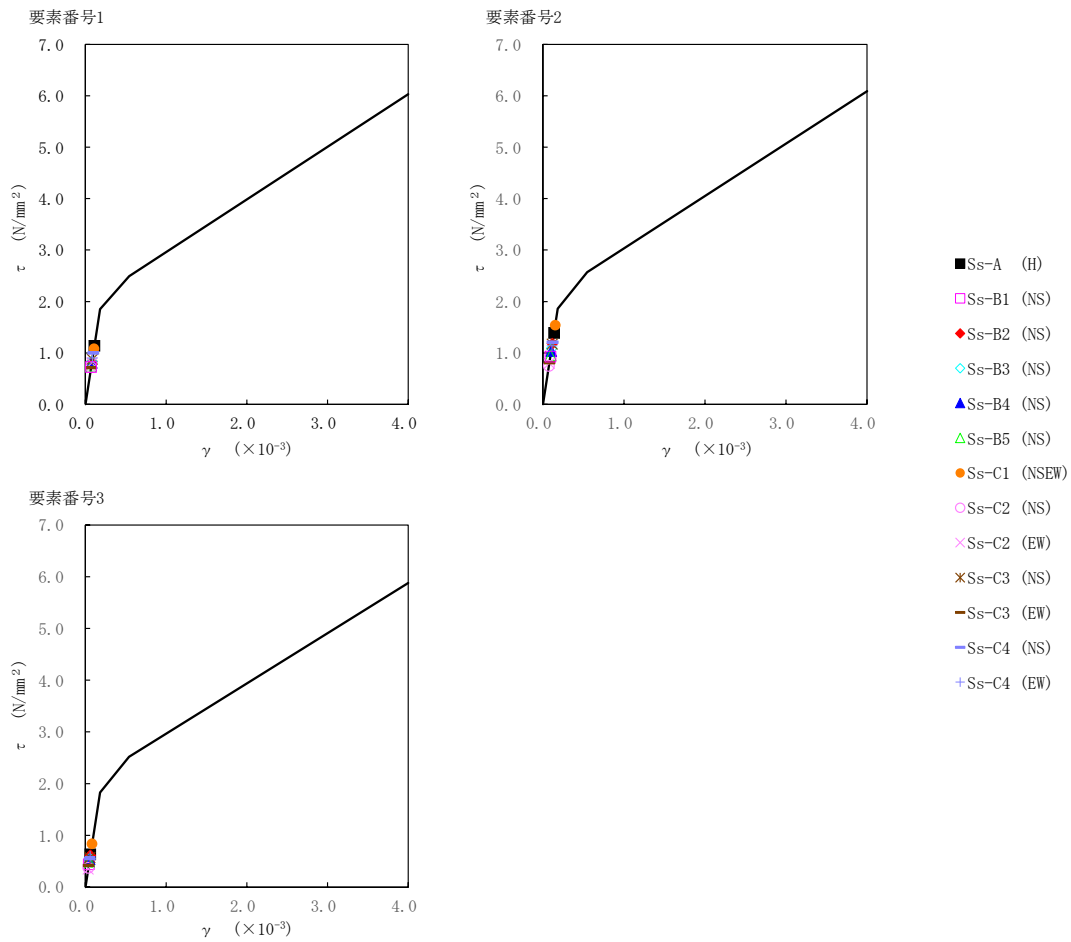 要素番号1
7.0
6.0
5.0
4.0
3.0
2.0
1.0
0.0
τ (N/mm²)
0.0 1.0 2.0 3.0 4.0
γ (×10⁻³)
要素番号2
7.0
6.0
5.0
4.0
3.0
2.0
1.0
0.0
τ (N/mm²)
0.0 1.0 2.0 3.0 4.0
γ (×10⁻³)
要素番号3
7.0
6.0
5.0
4.0
3.0
2.0
1.0
0.0
τ (N/mm²)
0.0 1.0 2.0 3.0 4.0
γ (×10⁻³)
Ss-A (H)
Ss-B1 (NS)
Ss-B2 (NS)
Ss-B3 (NS)
Ss-B4 (NS)
Ss-B5 (NS)
Ss-C1 (NSEW)
Ss-C2 (NS)
Ss-C2 (EW)
Ss-C3 (NS)
Ss-C3 (EW)
Ss-C4 (NS)
Ss-C4 (EW)